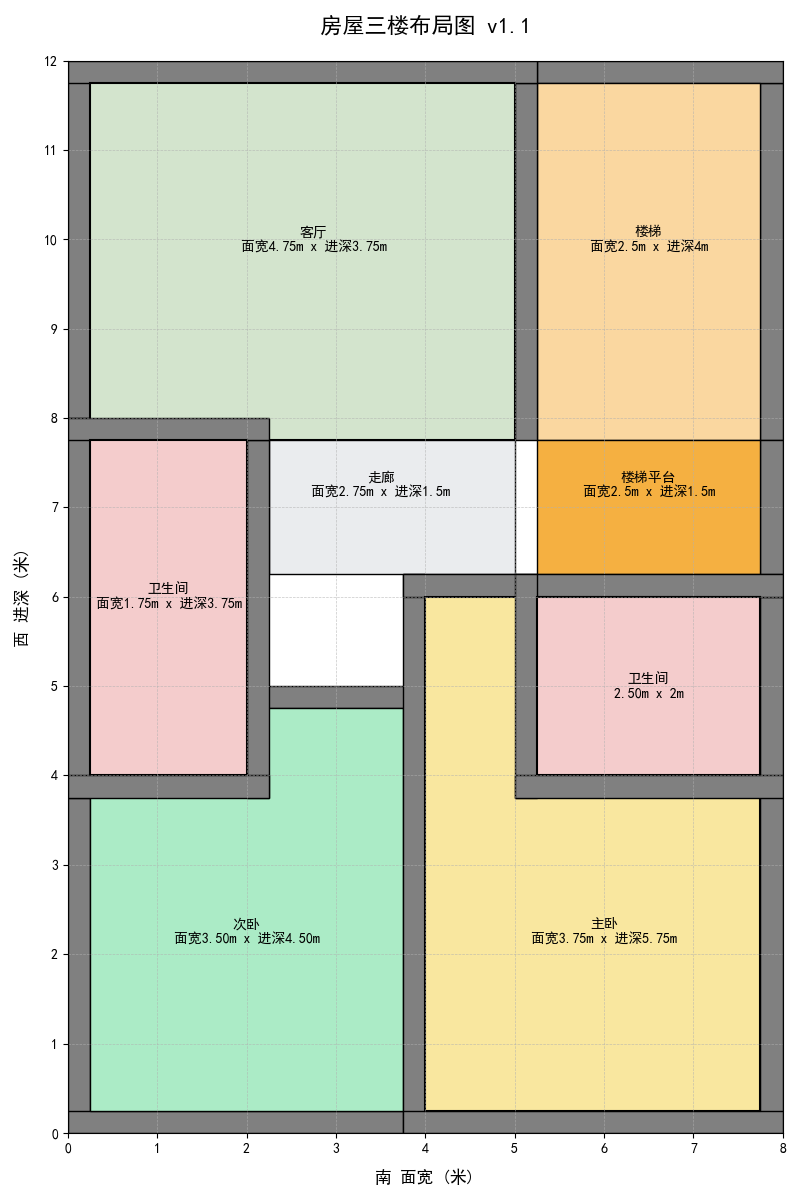 房屋三楼布局图 v1.1
12
11
10
9
8
7
6
5
4
3
2
1
0
西 进深 (米)
客厅
面宽4.75m x 进深3.75m
楼梯
面宽2.5m x 进深4m
走廊
面宽2.75m x 进深1.5m
楼梯平台
面宽2.5m x 进深1.5m
卫生间
面宽1.75m x 进深3.75m
卫生间
2.50m x 2m
次卧
面宽3.50m x 进深4.50m
主卧
面宽3.75m x 进深5.75m
0 1 2 3 4 5 6 7 8
南 面宽 (米)